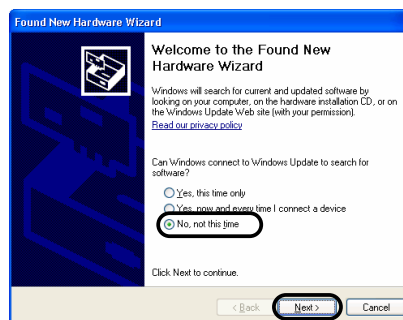 Found New Hardware Wizard
Welcome to the Found New
Hardware Wizard
Windows will search for current and updated software by
looking on your computer, on the hardware installation CD, or on
the Windows Update Web site (with your permission).
Read our privacy policy
Can Windows connect to Windows Update to search for
software?
Yes, this time only
Yes, now and every time I connect a device
No, not this time
Click Next to continue.
< Back Next > Cancel